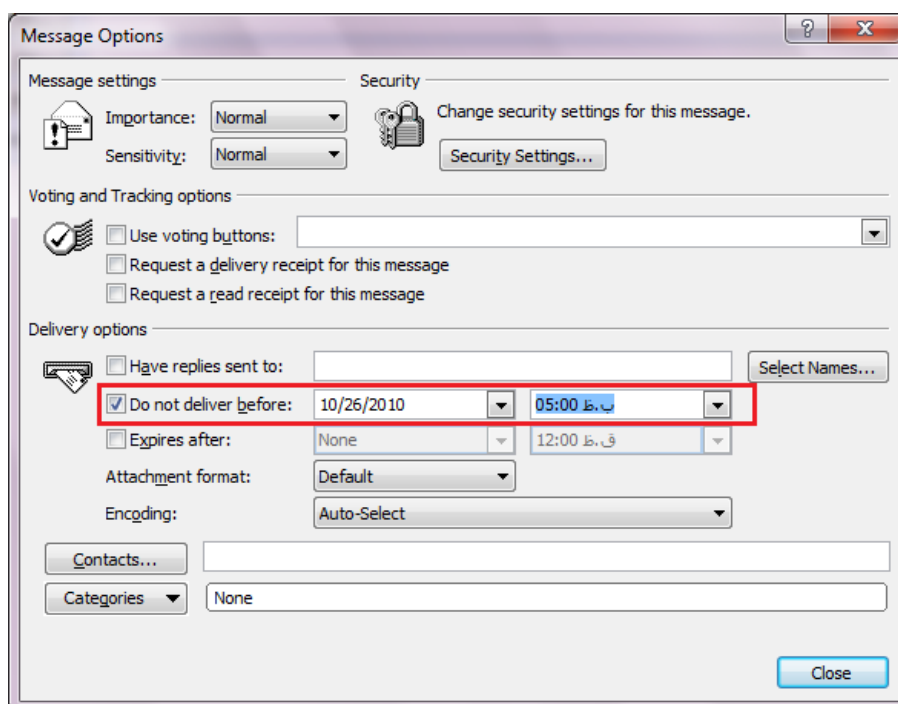 Message Options
Message settings
Security
Importance: Normal
Change security settings for this message.
Sensitivity: Normal
Security Settings...
Voting and Tracking options
Use voting buttons:
Request a delivery receipt for this message
Request a read receipt for this message
Delivery options
Have replies sent to:
Select Names...
Do not deliver before: 10/26/2010 05:00 ب.ظ
Expires after: None 12:00 ق.ظ
Attachment format: Default
Encoding: Auto-Select
Contacts...
Categories None
Close